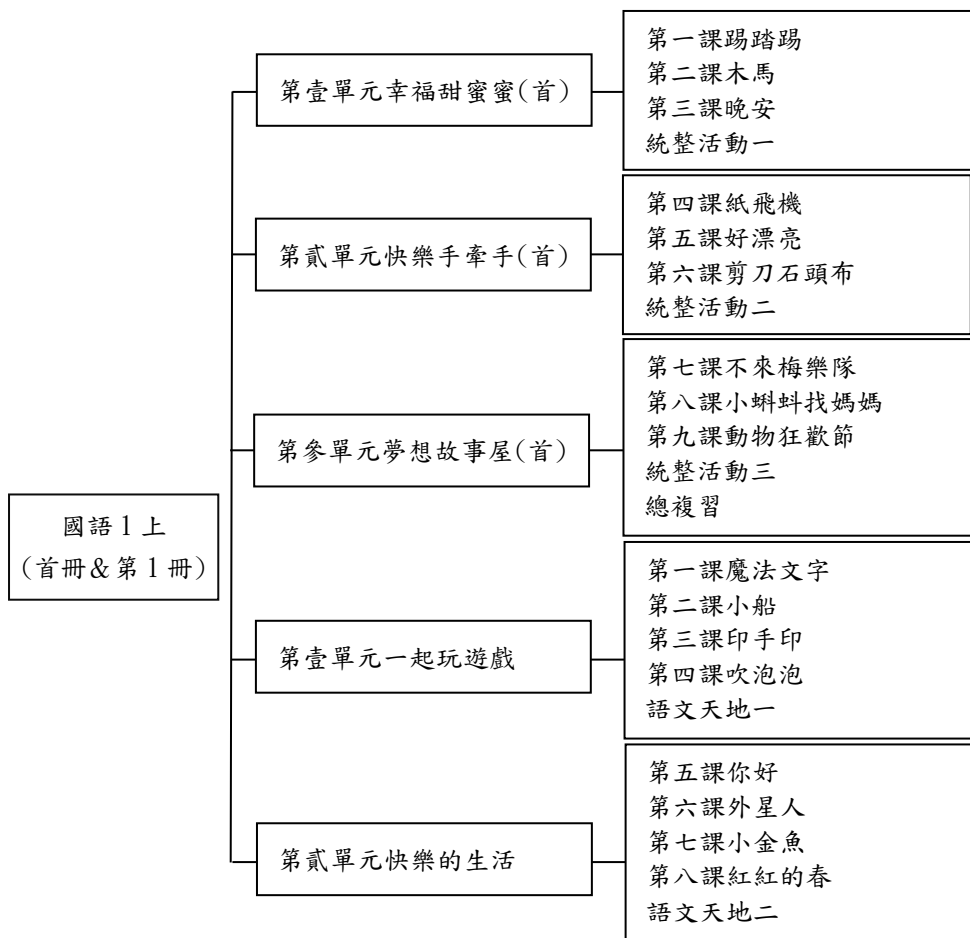 國語1上
(首冊&第1冊)
第壹單元幸福甜蜜蜜(首)
第一課踢踏踢
第二課木馬
第三課晚安
統整活動一
第貳單元快樂手牽手(首)
第四課紙飛機
第五課好漂亮
第六課剪刀石頭布
統整活動二
第參單元夢想故事屋(首)
第七課不來梅樂隊
第八課小蝌蚪找媽媽
第九課動物狂歡節
統整活動三
總複習
第壹單元一起玩遊戲
第一課魔法文字
第二課小船
第三課印手印
第四課吹泡泡
語文天地一
第貳單元快樂的生活
第五課你好
第六課外星人
第七課小金魚
第八課紅紅的春
語文天地二